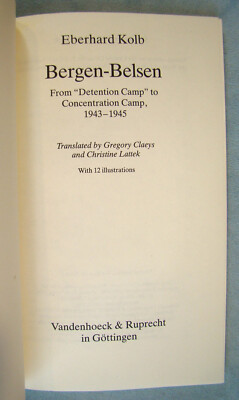 Eberhard Kolb
Bergen-Belsen
From “Detention Camp” to
Concentration Camp,
1943–1945
Translated by Gregory Claeys
and Christine Lattek
With 12 illustrations
Vandenhoeck & Ruprecht
in Göttingen